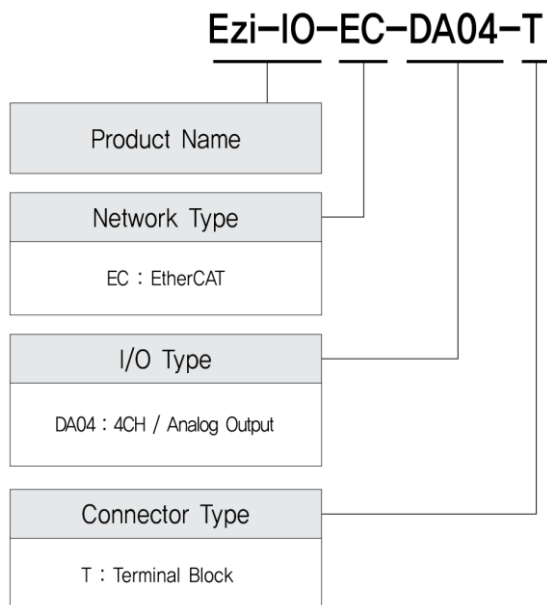 Ezi-IO-EC-DA04-T
Product Name
Network Type
EC : EtherCAT
I/O Type
DA04 : 4CH / Analog Output
Connector Type
T : Terminal Block